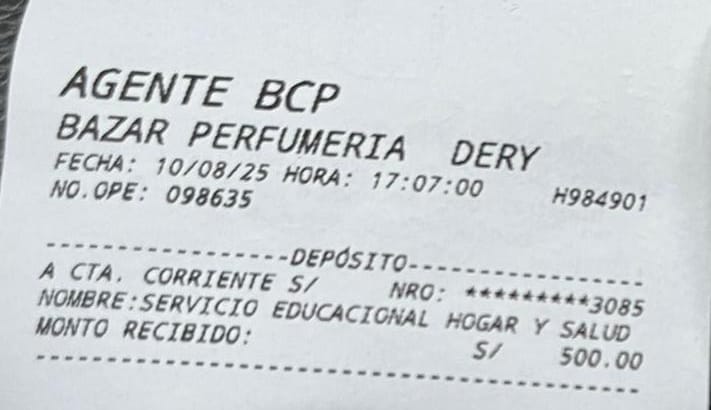 AGENTE BCP
BAZAR PERFUMERIA DERY
FECHA: 10/08/25 HORA: 17:07:00 H984901
NO.OPE: 098635
-----------------DEPÓSITO-----------------
A CTA. CORRIENTE S/ NRO: *********3085
NOMBRE:SERVICIO EDUCACIONAL HOGAR Y SALUD
MONTO RECIBIDO: S/ 500.00
------------------------------------------